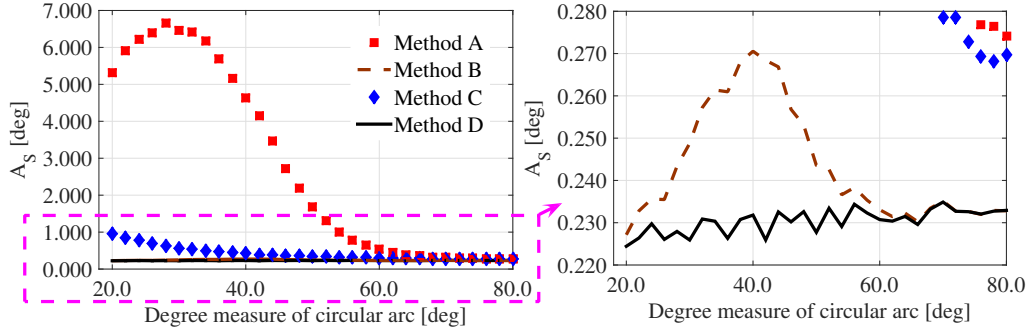 7.000
6.000
5.000
4.000
3.000
2.000
1.000
0.000
A_S [deg]
20.0 40.0 60.0 80.0
Degree measure of circular arc [deg]
Method A
Method B
Method C
Method D
0.280
0.270
0.260
0.250
0.240
0.230
0.220
A_S [deg]
20.0 40.0 60.0 80.0
Degree measure of circular arc [deg]